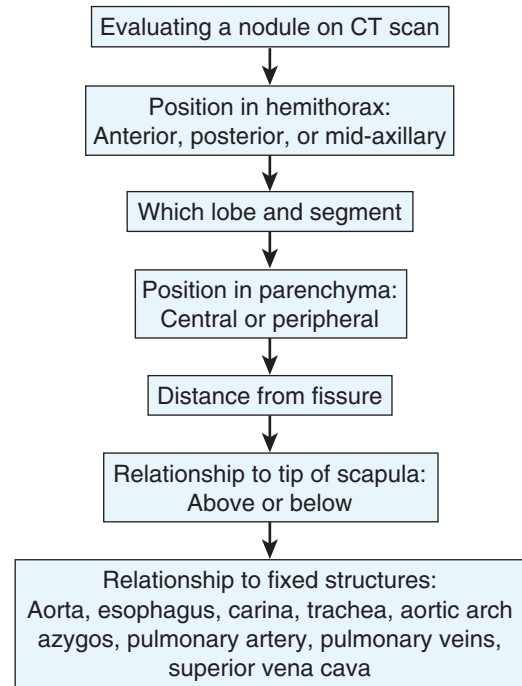 Evaluating a nodule on CT scan
Position in hemithorax:
Anterior, posterior, or mid-axillary
Which lobe and segment
Position in parenchyma:
Central or peripheral
Distance from fissure
Relationship to tip of scapula:
Above or below
Relationship to fixed structures:
Aorta, esophagus, carina, trachea, aortic arch
azygos, pulmonary artery, pulmonary veins,
superior vena cava